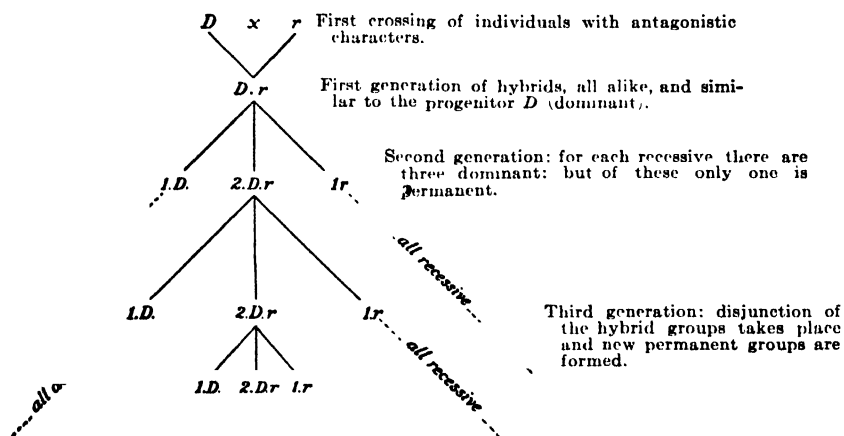 D x r First crossing of individuals with antagonistic
characters.
D.r First generation of hybrids, all alike, and simi-
lar to the progenitor D (dominant).
Second generation: for each recessive there are
three dominant: but of these only one is
permanent.
1.D. 2.D.r 1r
all recessive
1.D. 2.D.r 1.r
Third generation: disjunction of
the hybrid groups takes place
and new permanent groups are
formed.
all recessive
1.D. 2.D.r 1.r
all